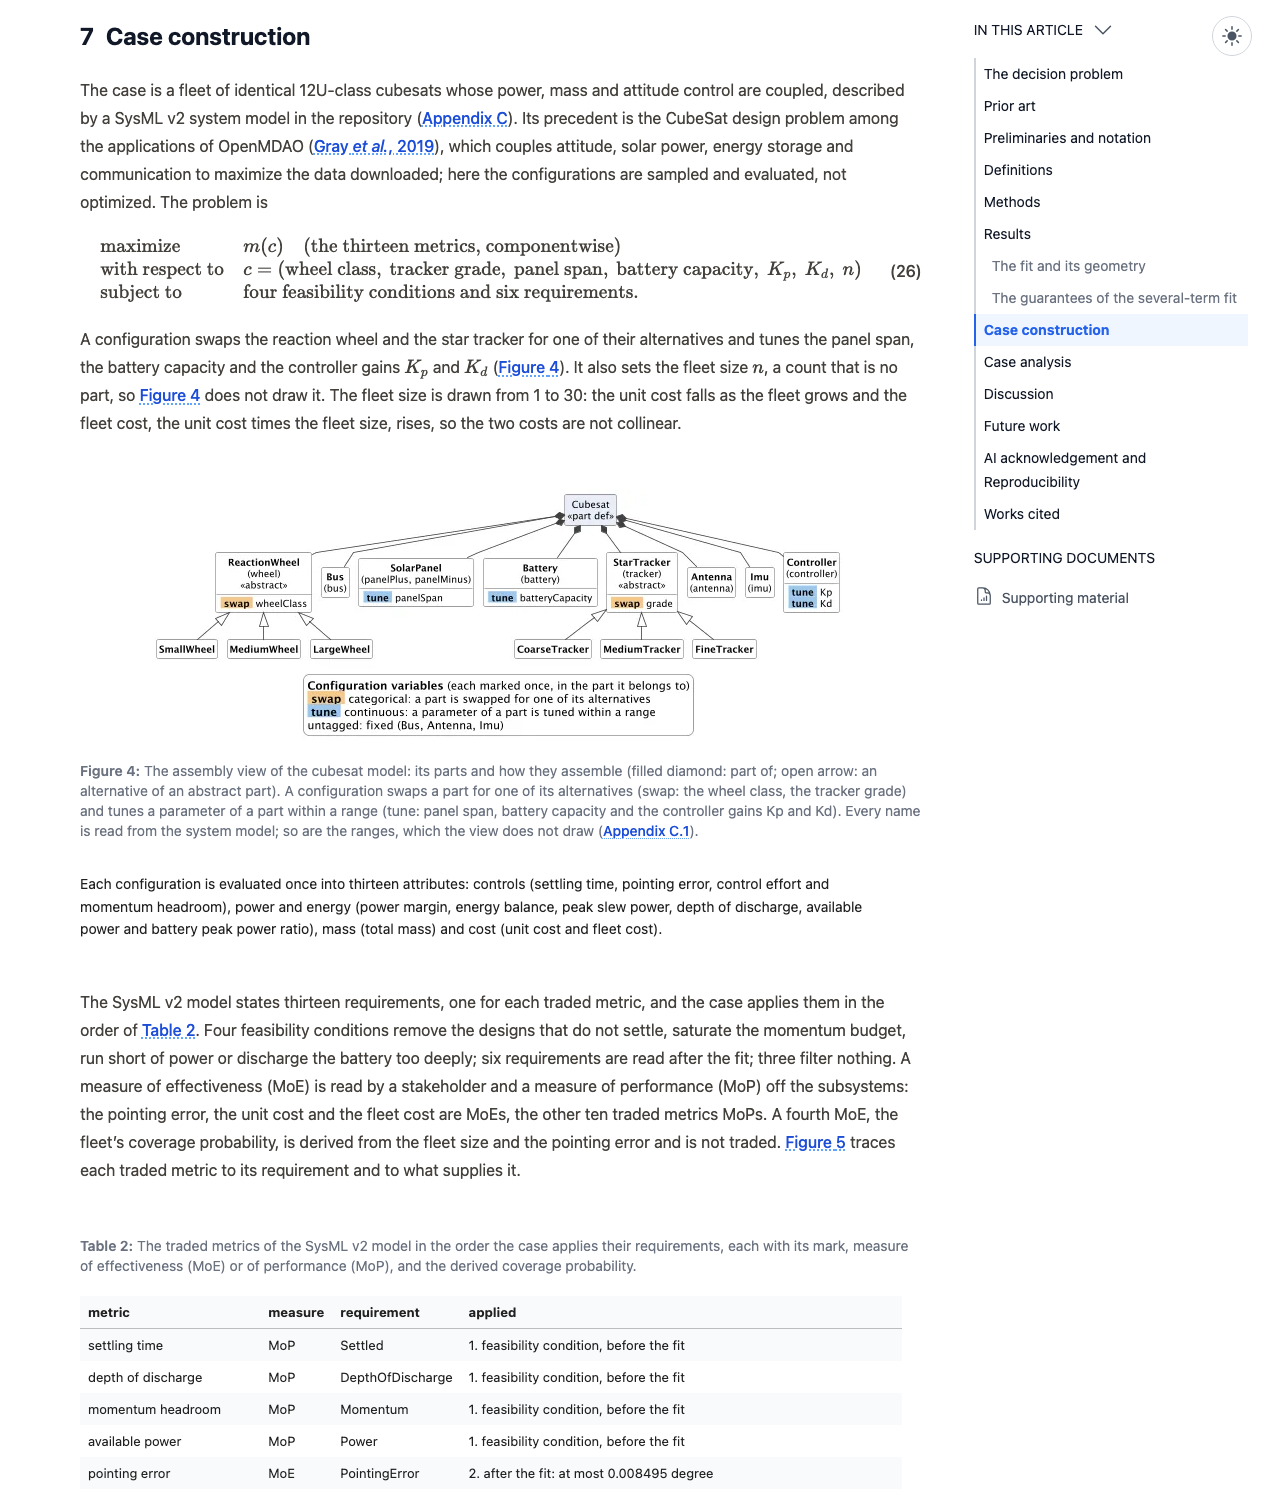 7 Case construction
The case is a fleet of identical 12U-class cubesats whose power, mass and attitude control are coupled, described
by a SysML v2 system model in the repository (Appendix C). Its precedent is the CubeSat design problem among
the applications of OpenMDAO (Gray et al., 2019), which couples attitude, solar power, energy storage and
communication to maximize the data downloaded; here the configurations are sampled and evaluated, not
optimized. The problem is
maximize m(c) (the thirteen metrics, componentwise)
with respect to c = (wheel class, tracker grade, panel span, battery capacity, Kp, Kd, n) (26)
subject to four feasibility conditions and six requirements.
A configuration swaps the reaction wheel and the star tracker for one of their alternatives and tunes the panel span,
the battery capacity and the controller gains Kp and Kd (Figure 4). It also sets the fleet size n, a count that is no
part, so Figure 4 does not draw it. The fleet size is drawn from 1 to 30: the unit cost falls as the fleet grows and the
fleet cost, the unit cost times the fleet size, rises, so the two costs are not collinear.
Cubesat
«part def»
ReactionWheel
(wheel)
«abstract»
swap wheelClass
Bus
(bus)
SolarPanel
(panelPlus, panelMinus)
tune panelSpan
Battery
(battery)
tune batteryCapacity
StarTracker
(tracker)
«abstract»
swap grade
Antenna
(antenna)
Imu
(imu)
Controller
(controller)
tune Kp
tune Kd
SmallWheel MediumWheel LargeWheel
CoarseTracker MediumTracker FineTracker
Configuration variables (each marked once, in the part it belongs to)
swap categorical: a part is swapped for one of its alternatives
tune continuous: a parameter of a part is tuned within a range
untagged: fixed (Bus, Antenna, Imu)
Figure 4: The assembly view of the cubesat model: its parts and how they assemble (filled diamond: part of; open arrow: an
alternative of an abstract part). A configuration swaps a part for one of its alternatives (swap: the wheel class, the tracker grade)
and tunes a parameter of a part within a range (tune: panel span, battery capacity and the controller gains Kp and Kd). Every name
is read from the system model; so are the ranges, which the view does not draw (Appendix C.1).
Each configuration is evaluated once into thirteen attributes: controls (settling time, pointing error, control effort and
momentum headroom), power and energy (power margin, energy balance, peak slew power, depth of discharge, available
power and battery peak power ratio), mass (total mass) and cost (unit cost and fleet cost).
The SysML v2 model states thirteen requirements, one for each traded metric, and the case applies them in the
order of Table 2. Four feasibility conditions remove the designs that do not settle, saturate the momentum budget,
run short of power or discharge the battery too deeply; six requirements are read after the fit; three filter nothing. A
measure of effectiveness (MoE) is read by a stakeholder and a measure of performance (MoP) off the subsystems:
the pointing error, the unit cost and the fleet cost are MoEs, the other ten traded metrics MoPs. A fourth MoE, the
fleet's coverage probability, is derived from the fleet size and the pointing error and is not traded. Figure 5 traces
each traded metric to its requirement and to what supplies it.
Table 2: The traded metrics of the SysML v2 model in the order the case applies their requirements, each with its mark, measure
of effectiveness (MoE) or of performance (MoP), and the derived coverage probability.
metric measure requirement applied
settling time MoP Settled 1. feasibility condition, before the fit
depth of discharge MoP DepthOfDischarge 1. feasibility condition, before the fit
momentum headroom MoP Momentum 1. feasibility condition, before the fit
available power MoP Power 1. feasibility condition, before the fit
pointing error MoE PointingError 2. after the fit: at most 0.008495 degree
IN THIS ARTICLE
The decision problem
Prior art
Preliminaries and notation
Definitions
Methods
Results
The fit and its geometry
The guarantees of the several-term fit
Case construction
Case analysis
Discussion
Future work
AI acknowledgement and
Reproducibility
Works cited
SUPPORTING DOCUMENTS
Supporting material